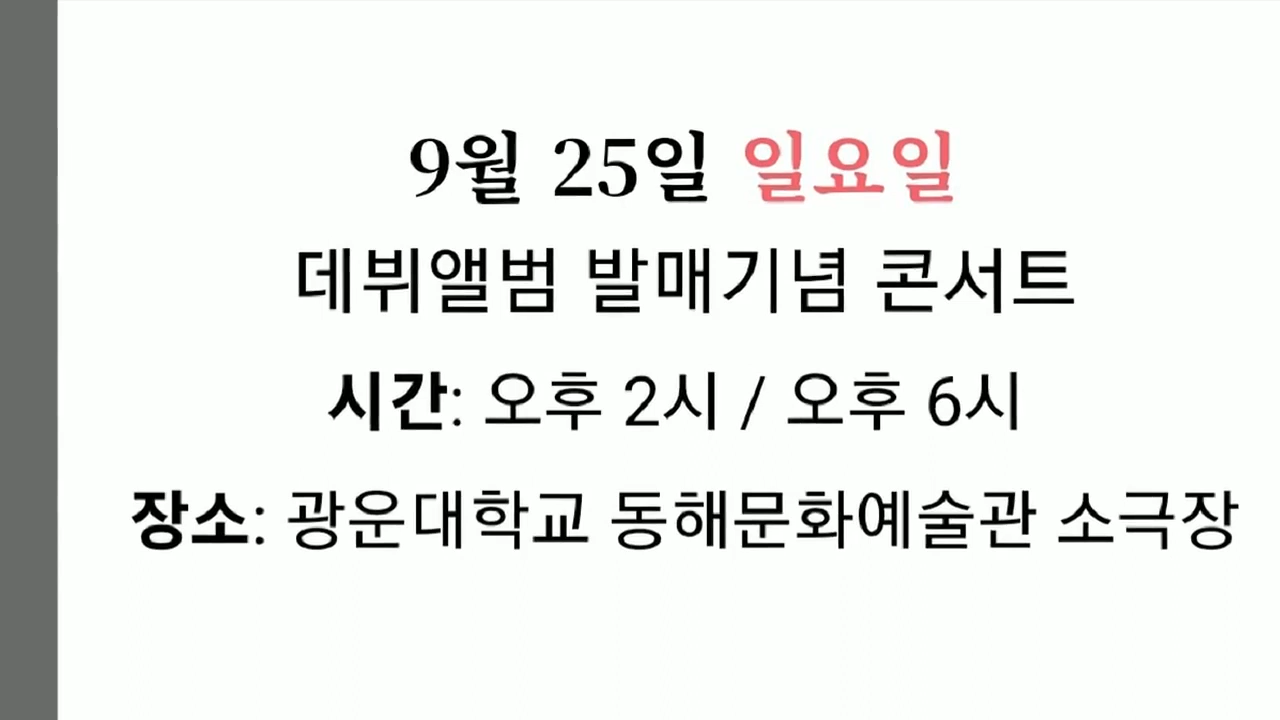 9월 25일 일요일
데뷔앨범 발매기념 콘서트
시간: 오후 2시 / 오후 6시
장소: 광운대학교 동해문화예술관 소극장